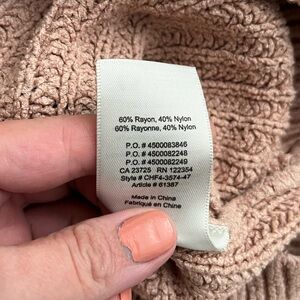 60% Rayon, 40% Nylon
60% Rayonne, 40% Nylon
P.O. # 4500083846
P.O. # 4500082248
P.O. # 4500082249
CA 23725 RN 122354
Style # CHF4-3574-47
Article # 61387
Made in China
Fabriqué en Chine